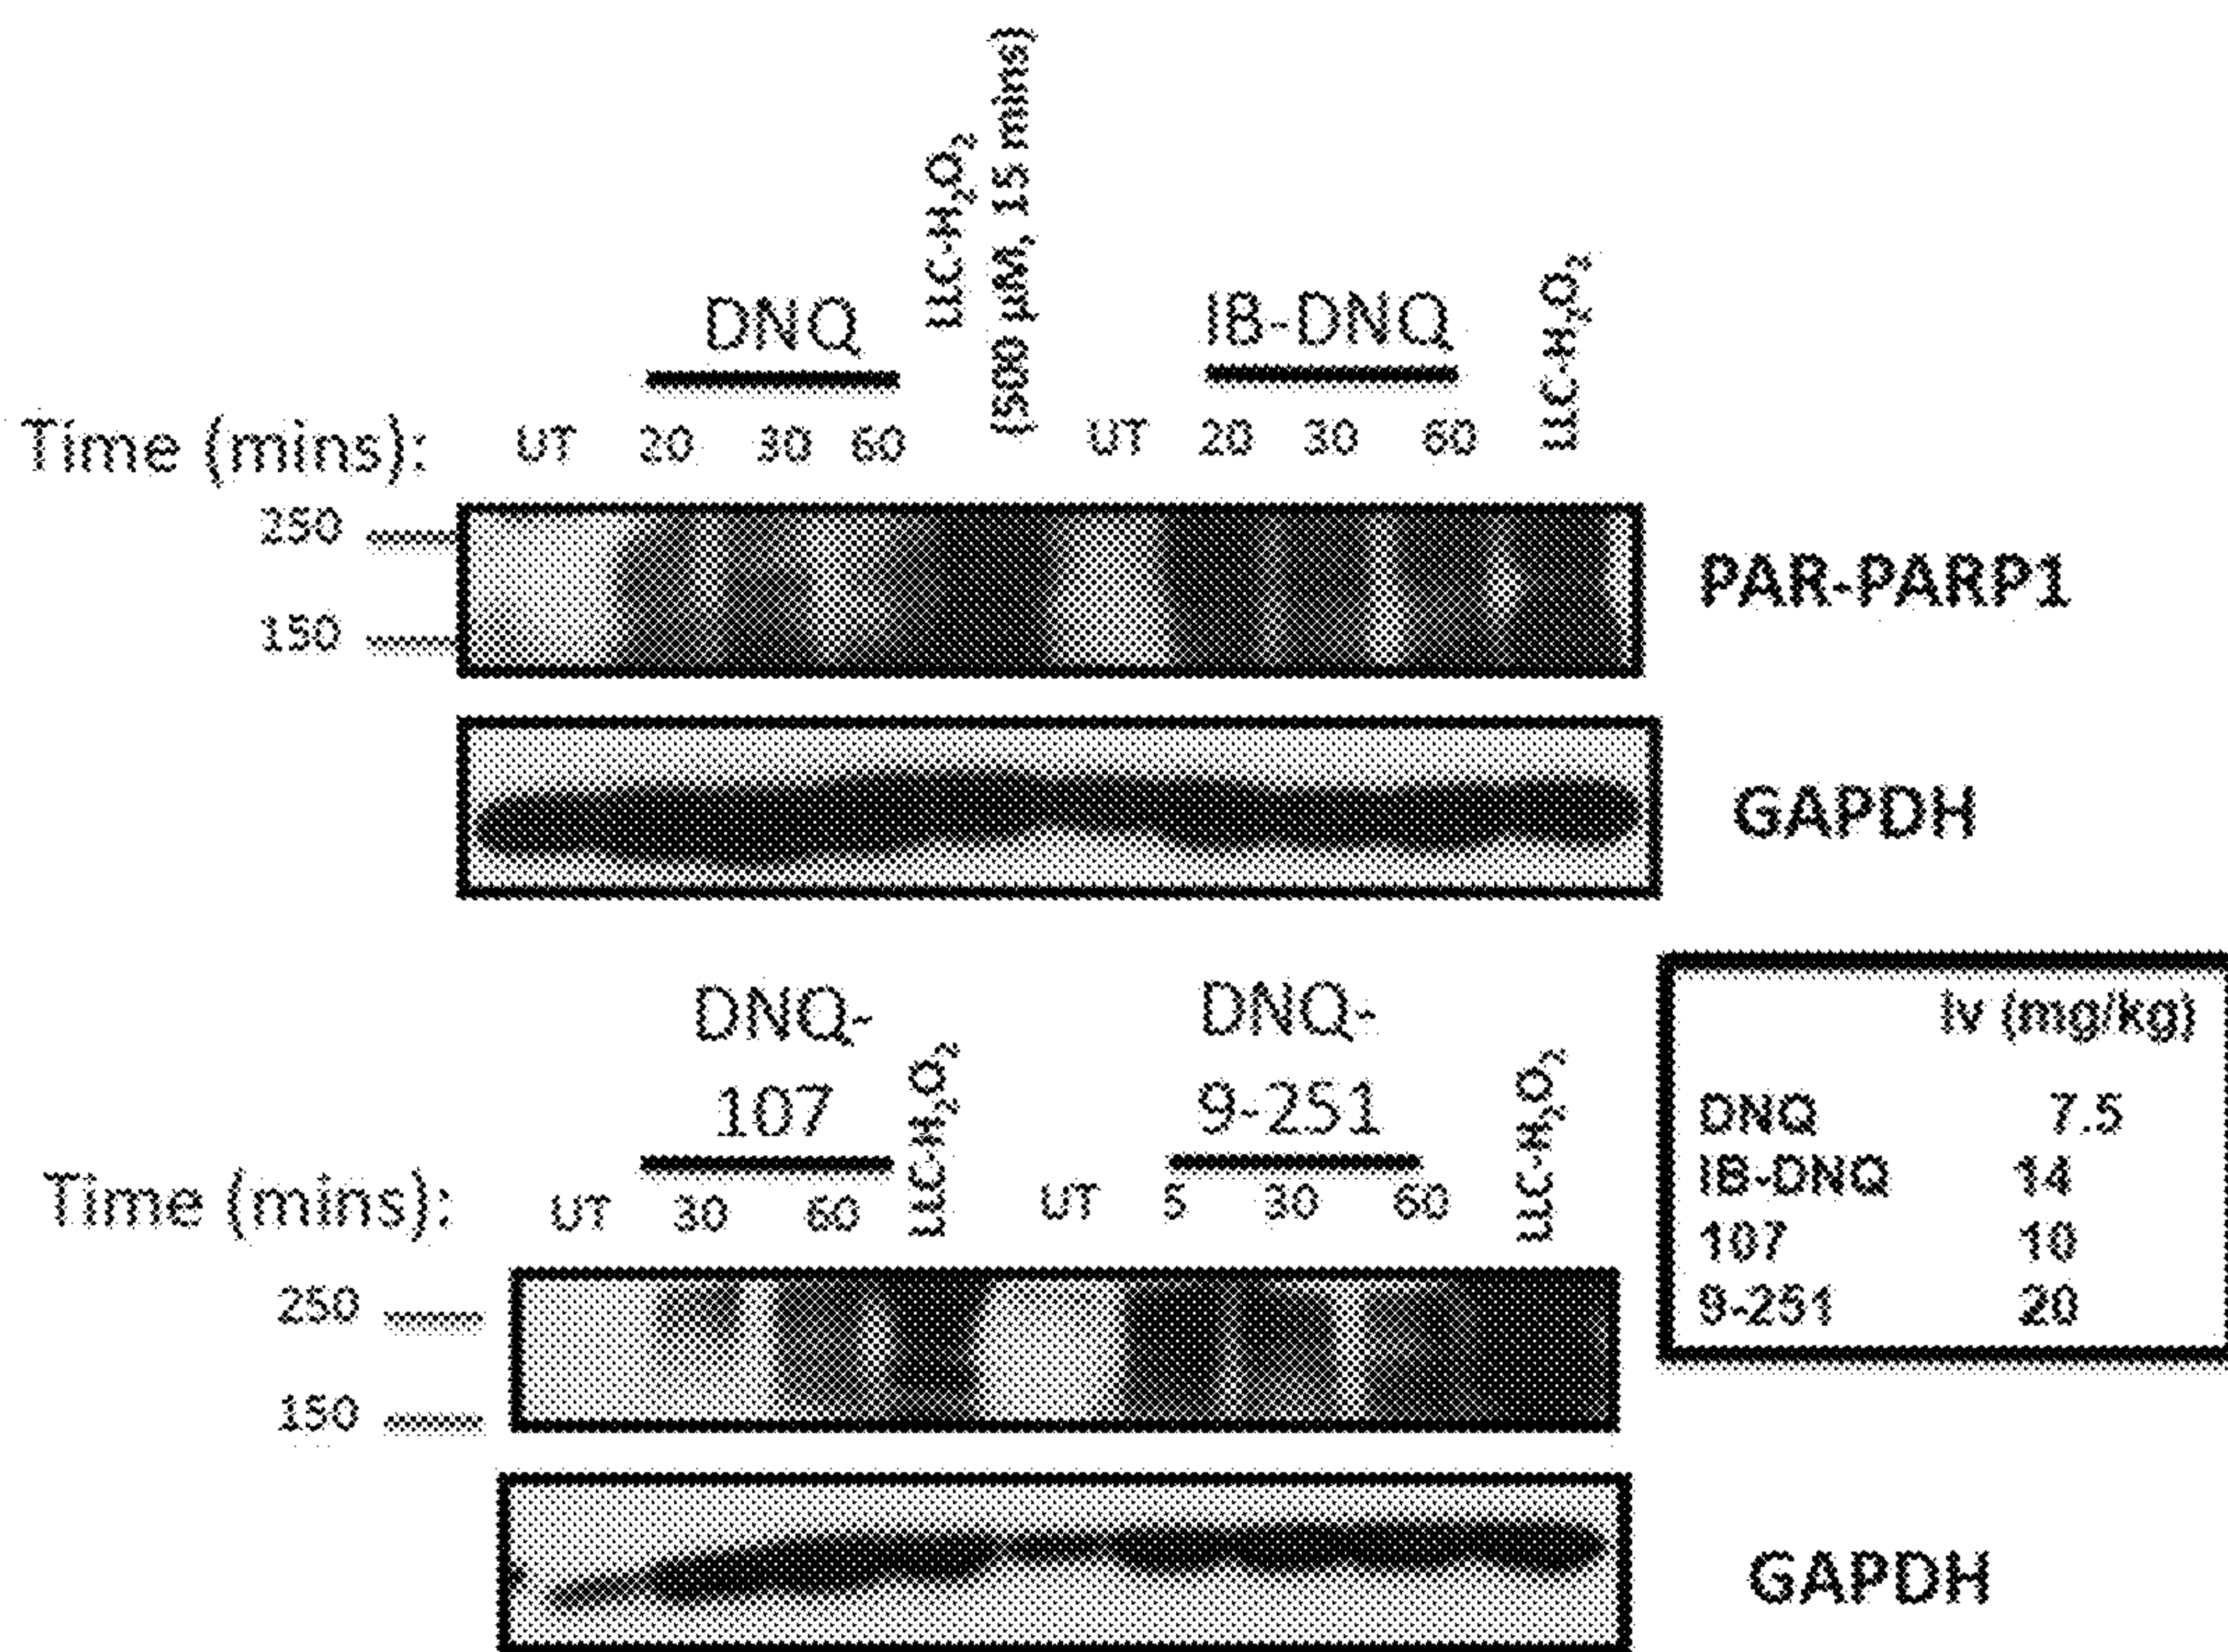 DNQ
LLC-H₂O₂
(500 µM, 15 mins)
IB-DNQ
LLC-H₂O₂
Time (mins): UT 20 30 60 UT 20 30 60
250
150
PAR-PARP1
GAPDH
DNQ-
107
LLC-H₂O₂
DNQ-
9-251
LLC-H₂O₂
Time (mins): UT 30 60 UT 5 30 60
250
150
GAPDH
Iv (mg/kg)
DNQ 7.5
IB-DNQ 14
107 10
9-251 20